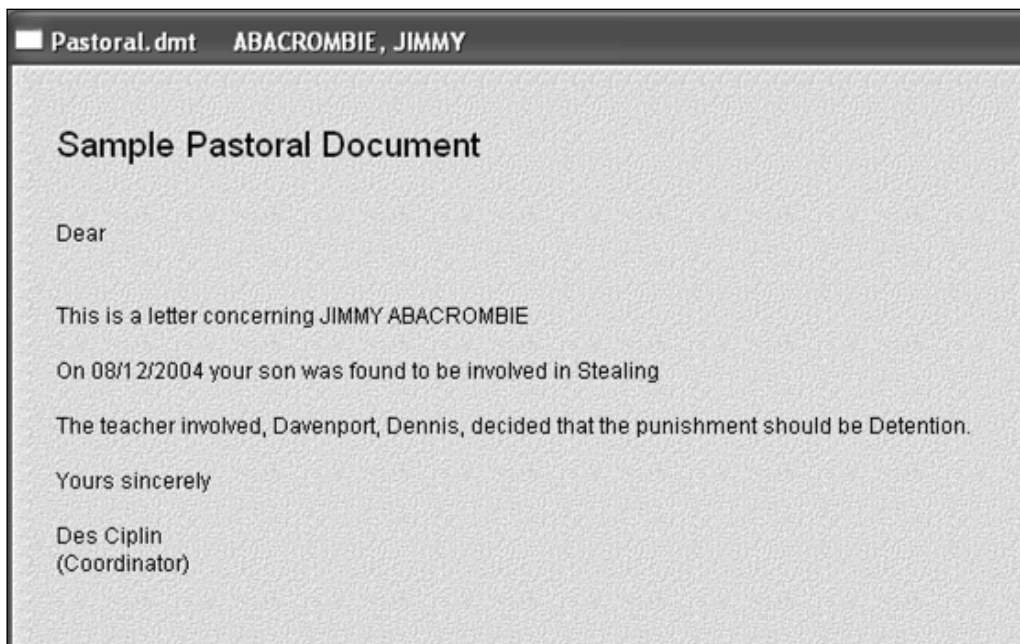 Pastoral.dmt ABACROMBIE, JIMMY
Sample Pastoral Document
Dear
This is a letter concerning JIMMY ABACROMBIE
On 08/12/2004 your son was found to be involved in Stealing
The teacher involved, Davenport, Dennis, decided that the punishment should be Detention.
Yours sincerely
Des Ciplin
(Coordinator)